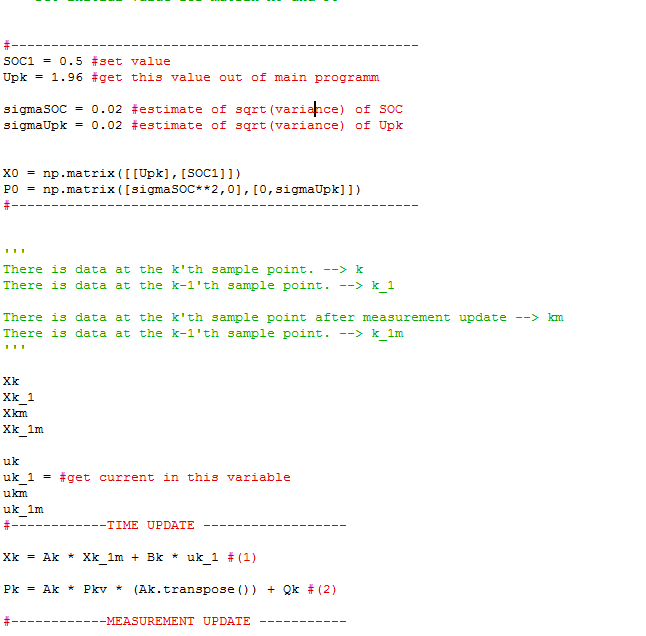 #---------------------------------------------------
SOC1 = 0.5 #set value
Upk = 1.96 #get this value out of main programm
sigmaSOC = 0.02 #estimate of sqrt(variance) of SOC
sigmaUpk = 0.02 #estimate of sqrt(variance) of Upk
X0 = np.matrix([[Upk],[SOC1]])
P0 = np.matrix([sigmaSOC**2,0],[0,sigmaUpk]])
#---------------------------------------------------
'''
There is data at the k'th sample point. --> k
There is data at the k-1'th sample point. --> k_1
There is data at the k'th sample point after measurement update --> km
There is data at the k-1'th sample point. --> k_1m
'''
Xk
Xk_1
Xkm
Xk_1m
uk
uk_1 = #get current in this variable
ukm
uk_1m
#------------TIME UPDATE ------------------
Xk = Ak * Xk_1m + Bk * uk_1 #(1)
Pk = Ak * Pkv * (Ak.transpose()) + Qk #(2)
#------------MEASUREMENT UPDATE -----------